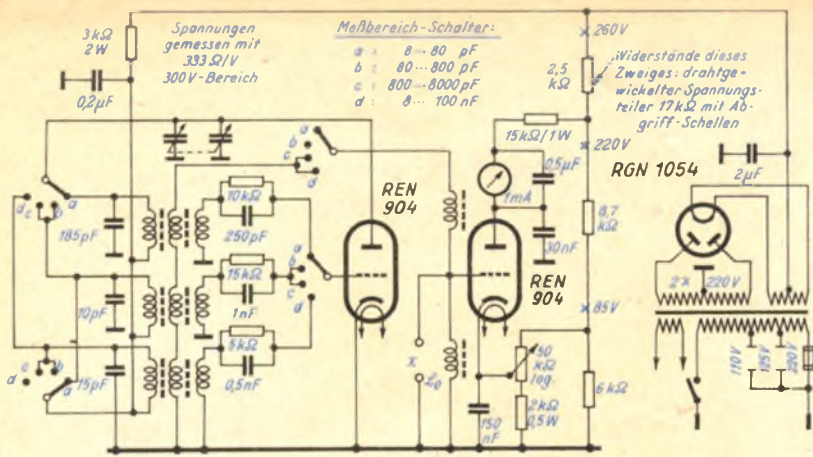 3kΩ
2W
0,2µF
Spannungen
gemessen mit
333 Ω/V
300V-Bereich
Meßbereich-Schalter:
a : 8 ... 80 pF
b : 80 ... 800 pF
c : 800 ... 8000 pF
d : 8 ... 100 nF
260V
2,5
kΩ
Widerstände dieses
Zweiges: drahtge-
wickelter Spannungs-
teiler 17kΩ mit Ab-
griff-Schellen
15kΩ/1W
220V
RGN 1054
2µF
0,5µF
1mA
30nF
8,7
kΩ
REN
904
REN
904
a
b
c
d
d
c
b
a
185pF
10kΩ
250pF
a
b
c
d
15kΩ
1nF
10pF
5kΩ
0,5nF
15pF
d
c
b
a
2 x 220V
85V
x
50
kΩ
log.
2kΩ
0,5W
150
nF
6kΩ
110V
125V
220V